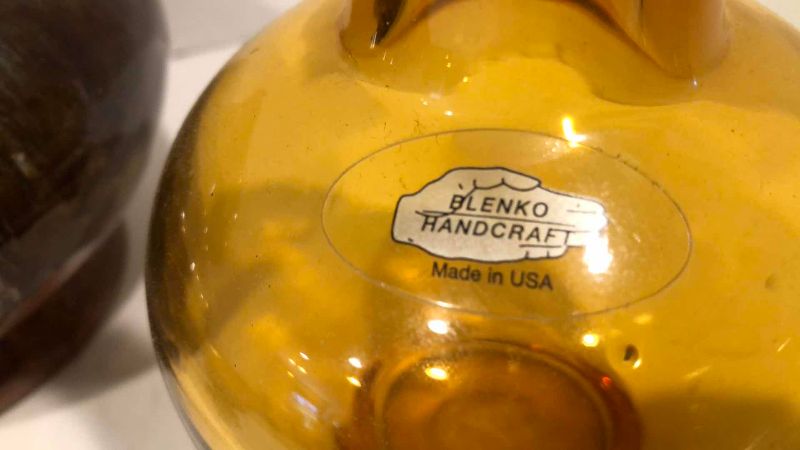 BLENKO
HANDCRAFT
Made in USA